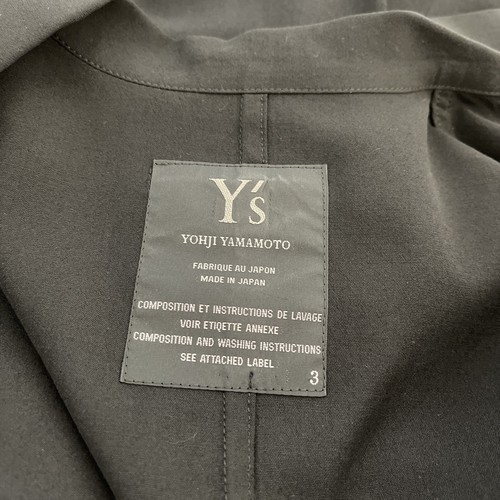 Y's
YOHJI YAMAMOTO
FABRIQUE AU JAPON
MADE IN JAPAN
COMPOSITION ET INSTRUCTIONS DE LAVAGE
VOIR ETIQETTE ANNEXE
COMPOSITION AND WASHING INSTRUCTIONS
SEE ATTACHED LABEL
3